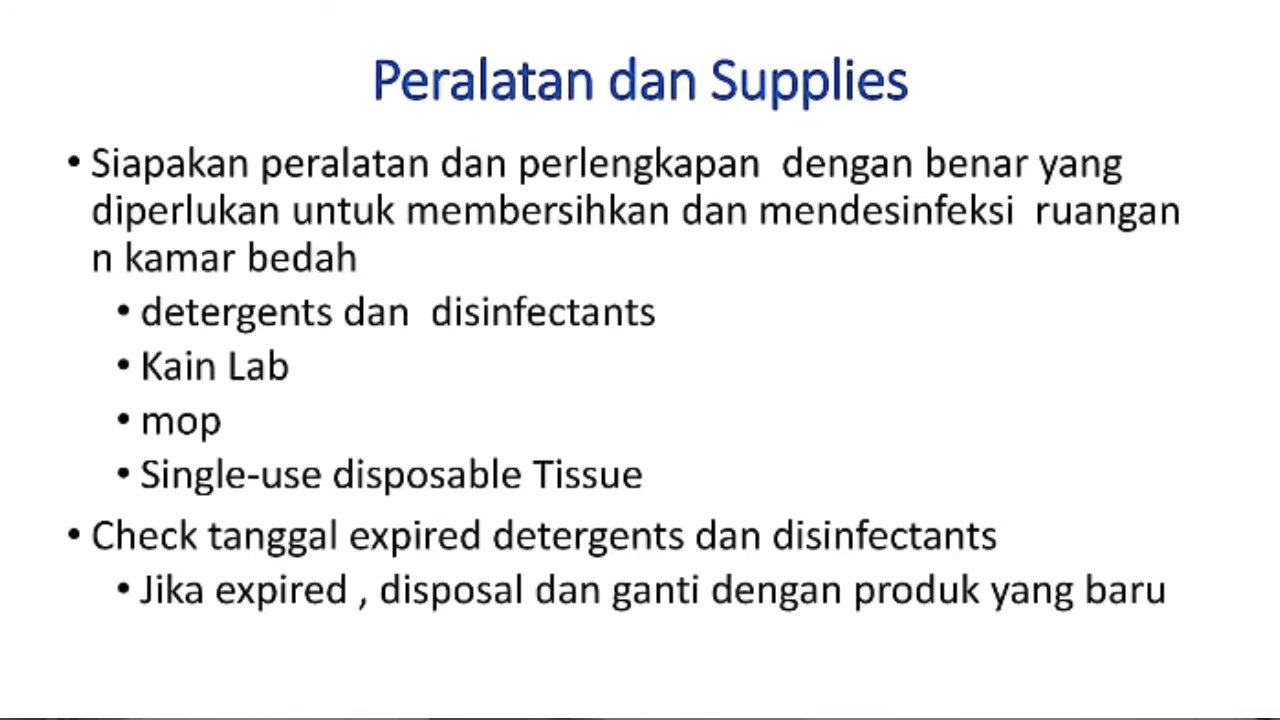 Peralatan dan Supplies
• Siapakan peralatan dan perlengkapan dengan benar yang
diperlukan untuk membersihkan dan mendesinfeksi ruangan
n kamar bedah
• detergents dan disinfectants
• Kain Lab
• mop
• Single-use disposable Tissue
• Check tanggal expired detergents dan disinfectants
• Jika expired , disposal dan ganti dengan produk yang baru